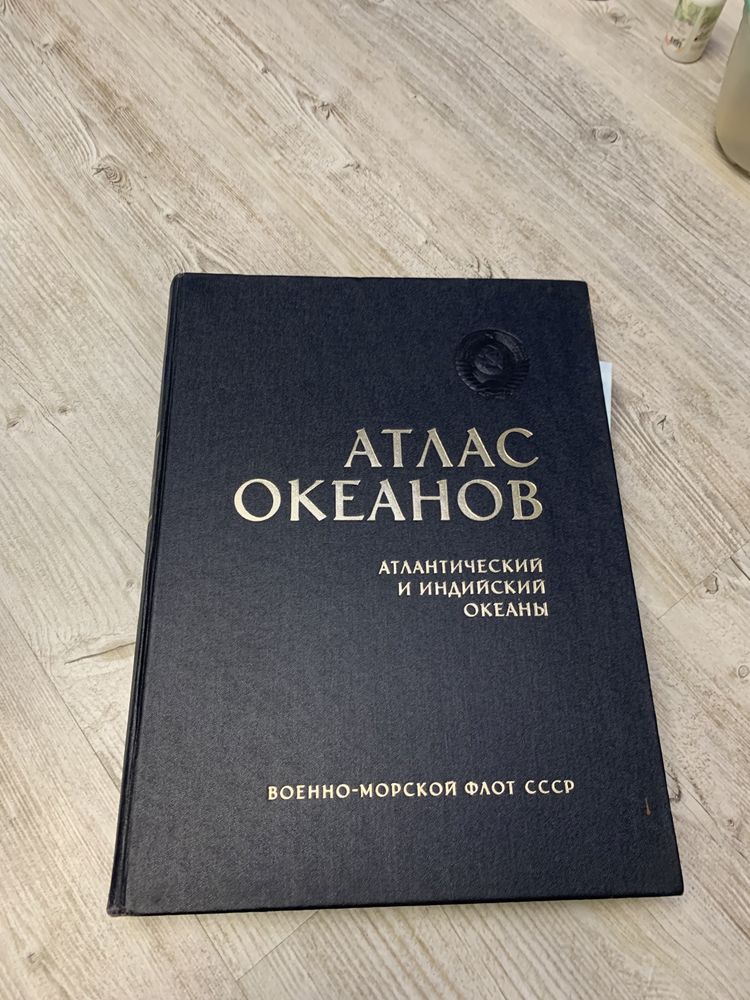 АТЛАС
ОКЕАНОВ
АТЛАНТИЧЕСКИЙ
И ИНДИЙСКИЙ
ОКЕАНЫ
ВОЕННО-МОРСКОЙ ФЛОТ СССР